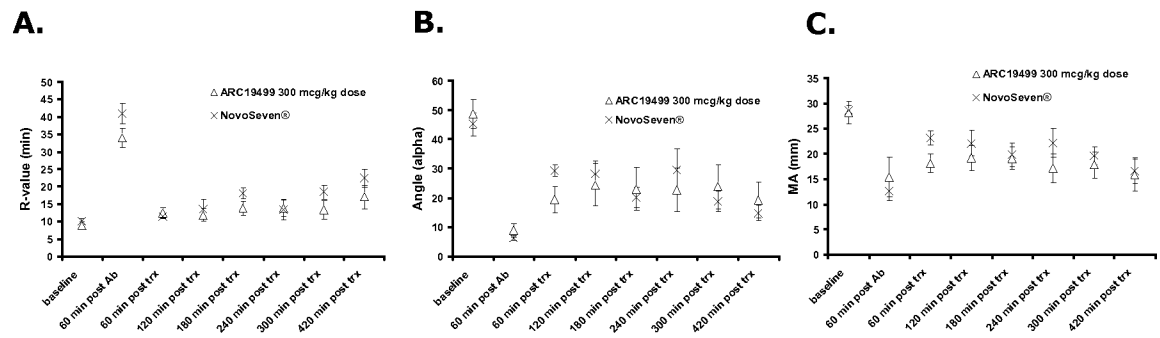 A.
R-value (min)
50
45
40
35
30
25
20
15
10
5
0
ARC19499 300 mcg/kg dose
NovoSeven®
baseline
60 min post Ab
60 min post trx
120 min post trx
180 min post trx
240 min post trx
300 min post trx
420 min post trx
B.
Angle (alpha)
60
50
40
30
20
10
0
ARC19499 300 mcg/kg dose
NovoSeven®
baseline
60 min post Ab
60 min post trx
120 min post trx
180 min post trx
240 min post trx
300 min post trx
420 min post trx
C.
MA (mm)
35
30
25
20
15
10
5
0
ARC19499 300 mcg/kg dose
NovoSeven®
baseline
60 min post Ab
60 min post trx
120 min post trx
180 min post trx
240 min post trx
300 min post trx
420 min post trx